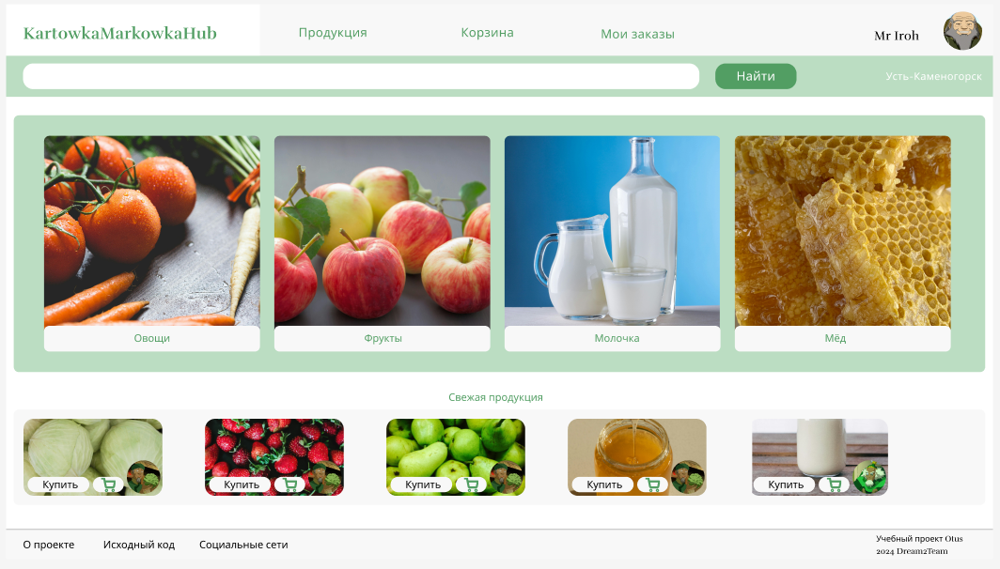 KartowkaMarkowkaHub
Продукция
Корзина
Мои заказы
Mr Iroh
Найти
Усть-Каменогорск
Овощи
Фрукты
Молочка
Мёд
Свежая продукция
Купить
Купить
Купить
Купить
Купить
О проекте
Исходный код
Социальные сети
Учебный проект Otus
2024 Dream2Team